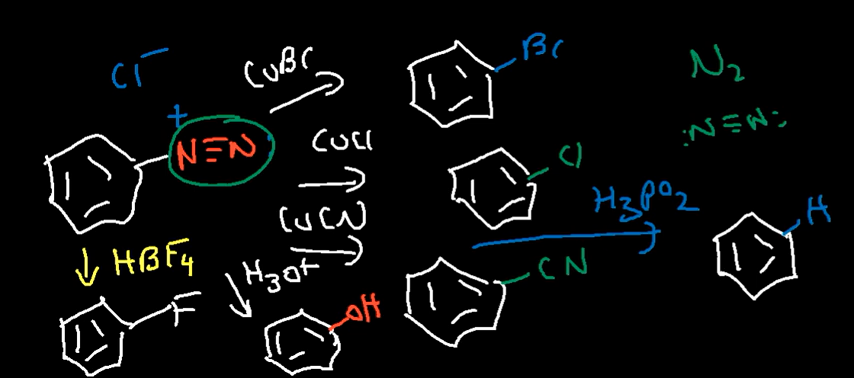 Cl⁻ CuBr Br N₂
+ N≡N CuCl Cl :N≡N:
CuCN H₃PO₂ H
HBF₄ H₃O+ CN
F OH